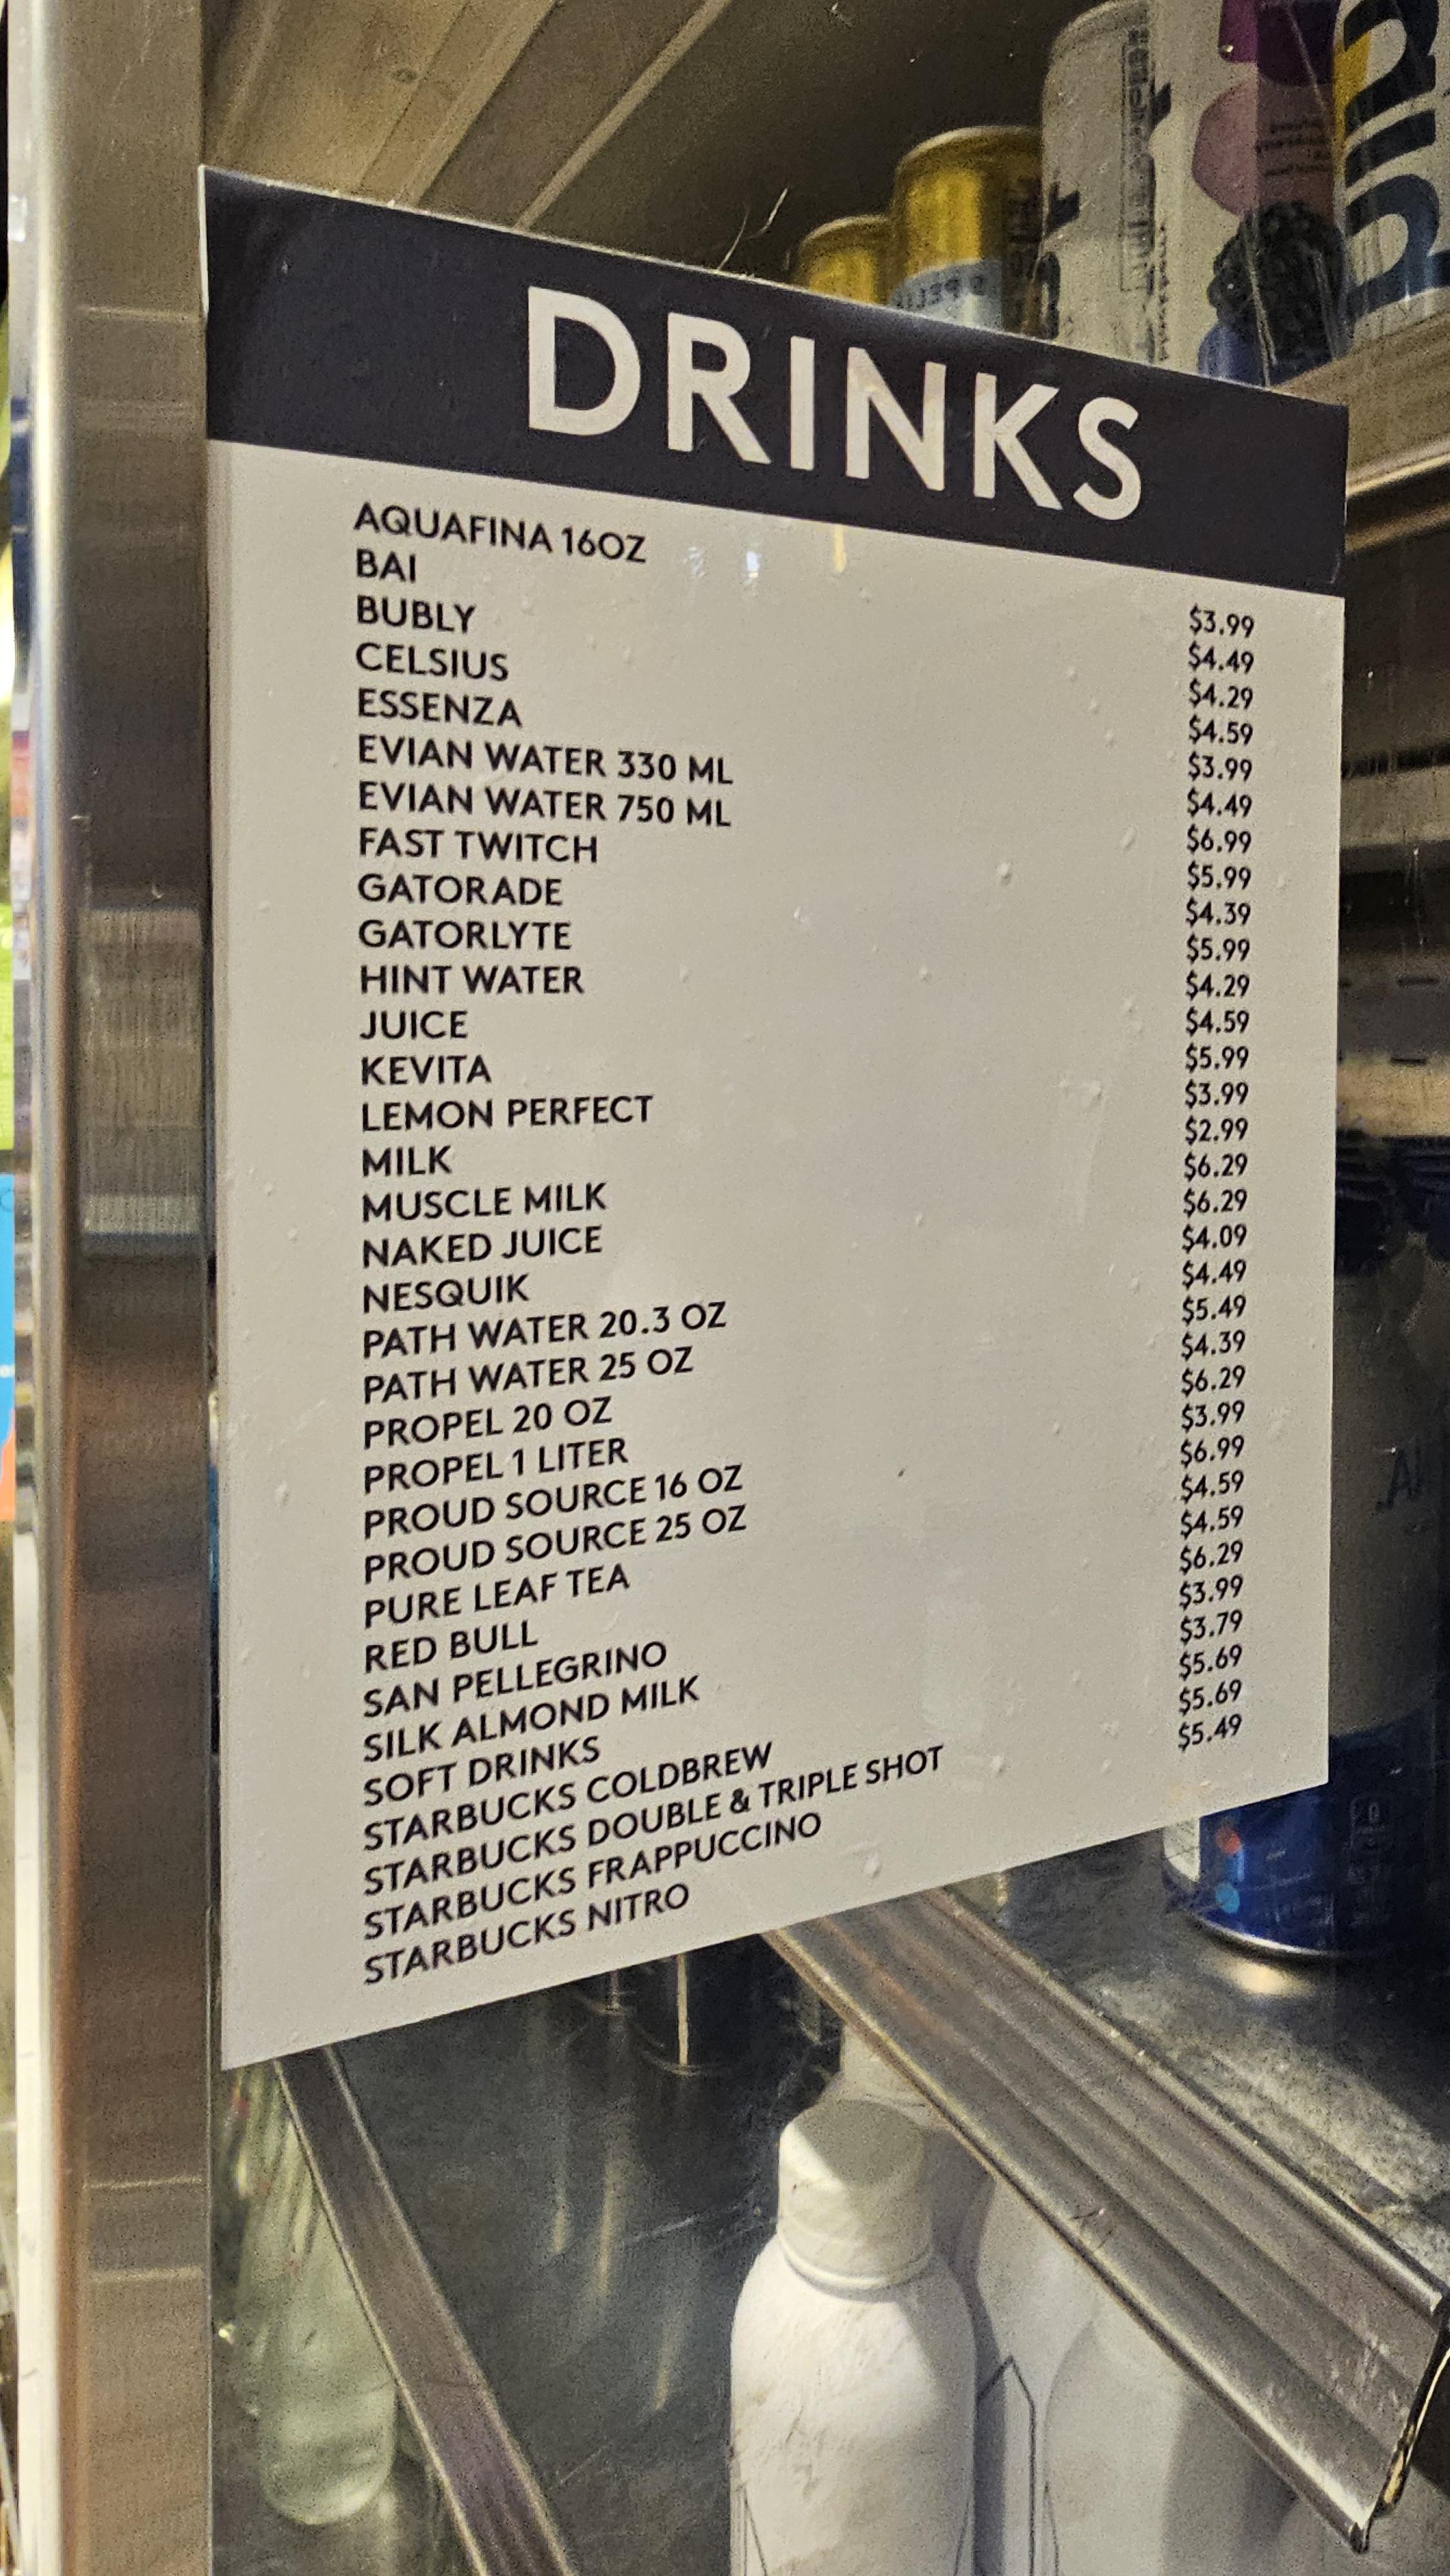 DRINKS
AQUAFINA 16OZ $3.99
BAI $4.49
BUBLY $4.29
CELSIUS $4.59
ESSENZA $3.99
EVIAN WATER 330 ML $4.49
EVIAN WATER 750 ML $6.99
FAST TWITCH $5.99
GATORADE $4.39
GATORLYTE $5.99
HINT WATER $4.29
JUICE $4.59
KEVITA $5.99
LEMON PERFECT $3.99
MILK $2.99
MUSCLE MILK $6.29
NAKED JUICE $6.29
NESQUIK $4.09
PATH WATER 20.3 OZ $4.49
PATH WATER 25 OZ $5.49
PROPEL 20 OZ $4.39
PROPEL 1 LITER $6.29
PROUD SOURCE 16 OZ $3.99
PROUD SOURCE 25 OZ $6.99
PURE LEAF TEA $4.59
RED BULL $4.59
SAN PELLEGRINO $6.29
SILK ALMOND MILK $3.99
SOFT DRINKS $3.79
STARBUCKS COLDBREW $5.69
STARBUCKS DOUBLE & TRIPLE SHOT $5.69
STARBUCKS FRAPPUCCINO $5.49
STARBUCKS NITRO